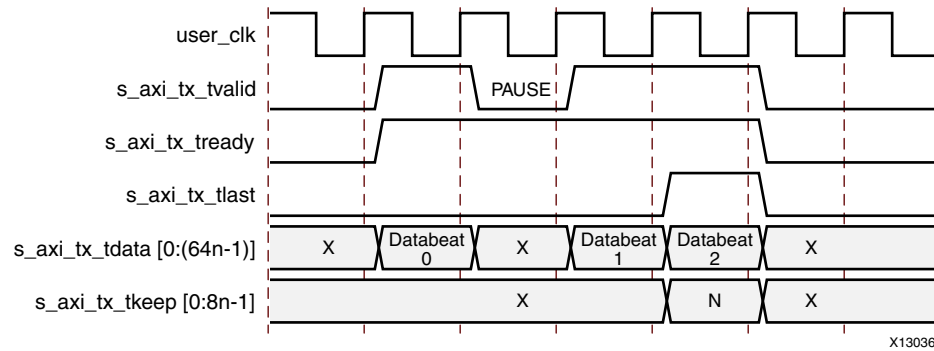 user_clk
s_axi_tx_tvalid
PAUSE
s_axi_tx_tready
s_axi_tx_tlast
s_axi_tx_tdata [0:(64n-1)]
X
Databeat
0
X
Databeat
1
Databeat
2
X
s_axi_tx_tkeep [0:8n-1]
X
N
X
X13036